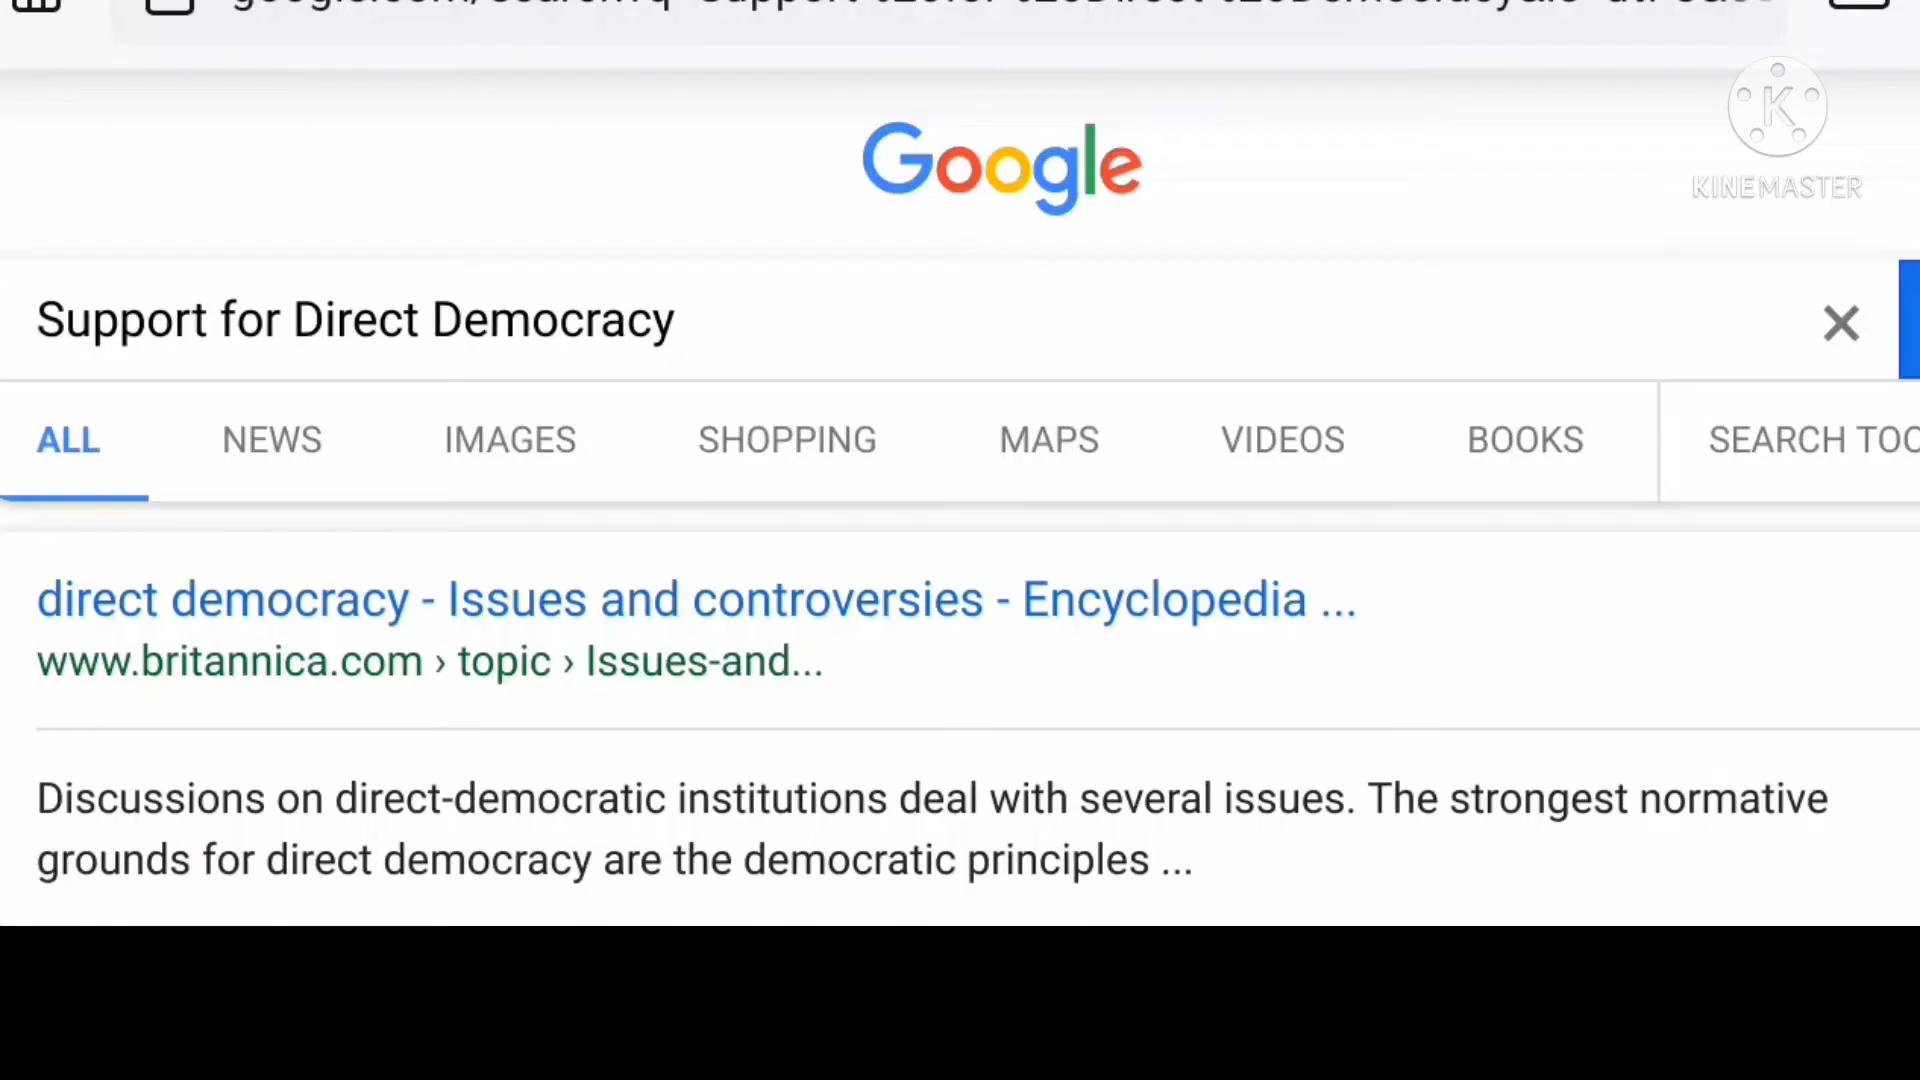 Google
K
KINEMASTER
Support for Direct Democracy
ALL NEWS IMAGES SHOPPING MAPS VIDEOS BOOKS SEARCH TOO
direct democracy - Issues and controversies - Encyclopedia ...
www.britannica.com › topic › Issues-and...
Discussions on direct-democratic institutions deal with several issues. The strongest normative
grounds for direct democracy are the democratic principles ...